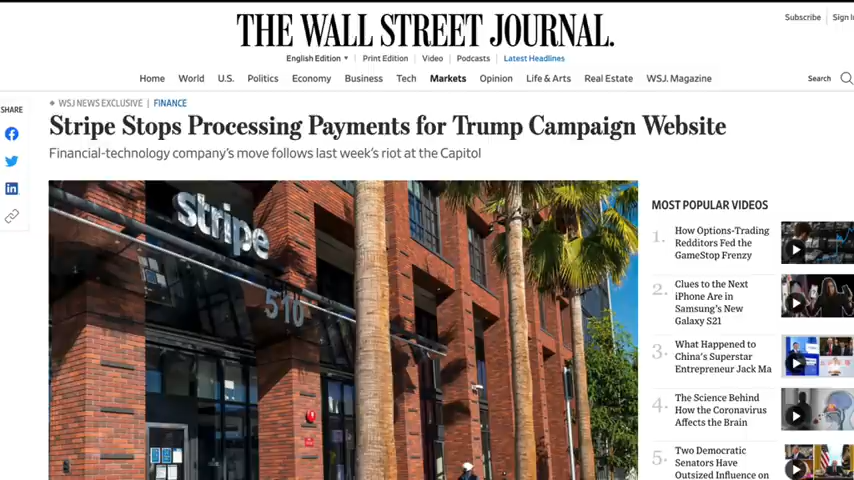 THE WALL STREET JOURNAL.
Subscribe
Sign In
English Edition
Print Edition
Video
Podcasts
Latest Headlines
Home
World
U.S.
Politics
Economy
Business
Tech
Markets
Opinion
Life & Arts
Real Estate
WSJ. Magazine
Search
SHARE
WSJ NEWS EXCLUSIVE | FINANCE
Stripe Stops Processing Payments for Trump Campaign Website
Financial-technology company's move follows last week's riot at the Capitol
stripe
510
MOST POPULAR VIDEOS
1.
How Options-Trading
Redditors Fed the
GameStop Frenzy
2.
Clues to the Next
iPhone Are in
Samsung's New
Galaxy S21
3.
What Happened to
China's Superstar
Entrepreneur Jack Ma
4.
The Science Behind
How the Coronavirus
Affects the Brain
5.
Two Democratic
Senators Have
Outsized Influence on